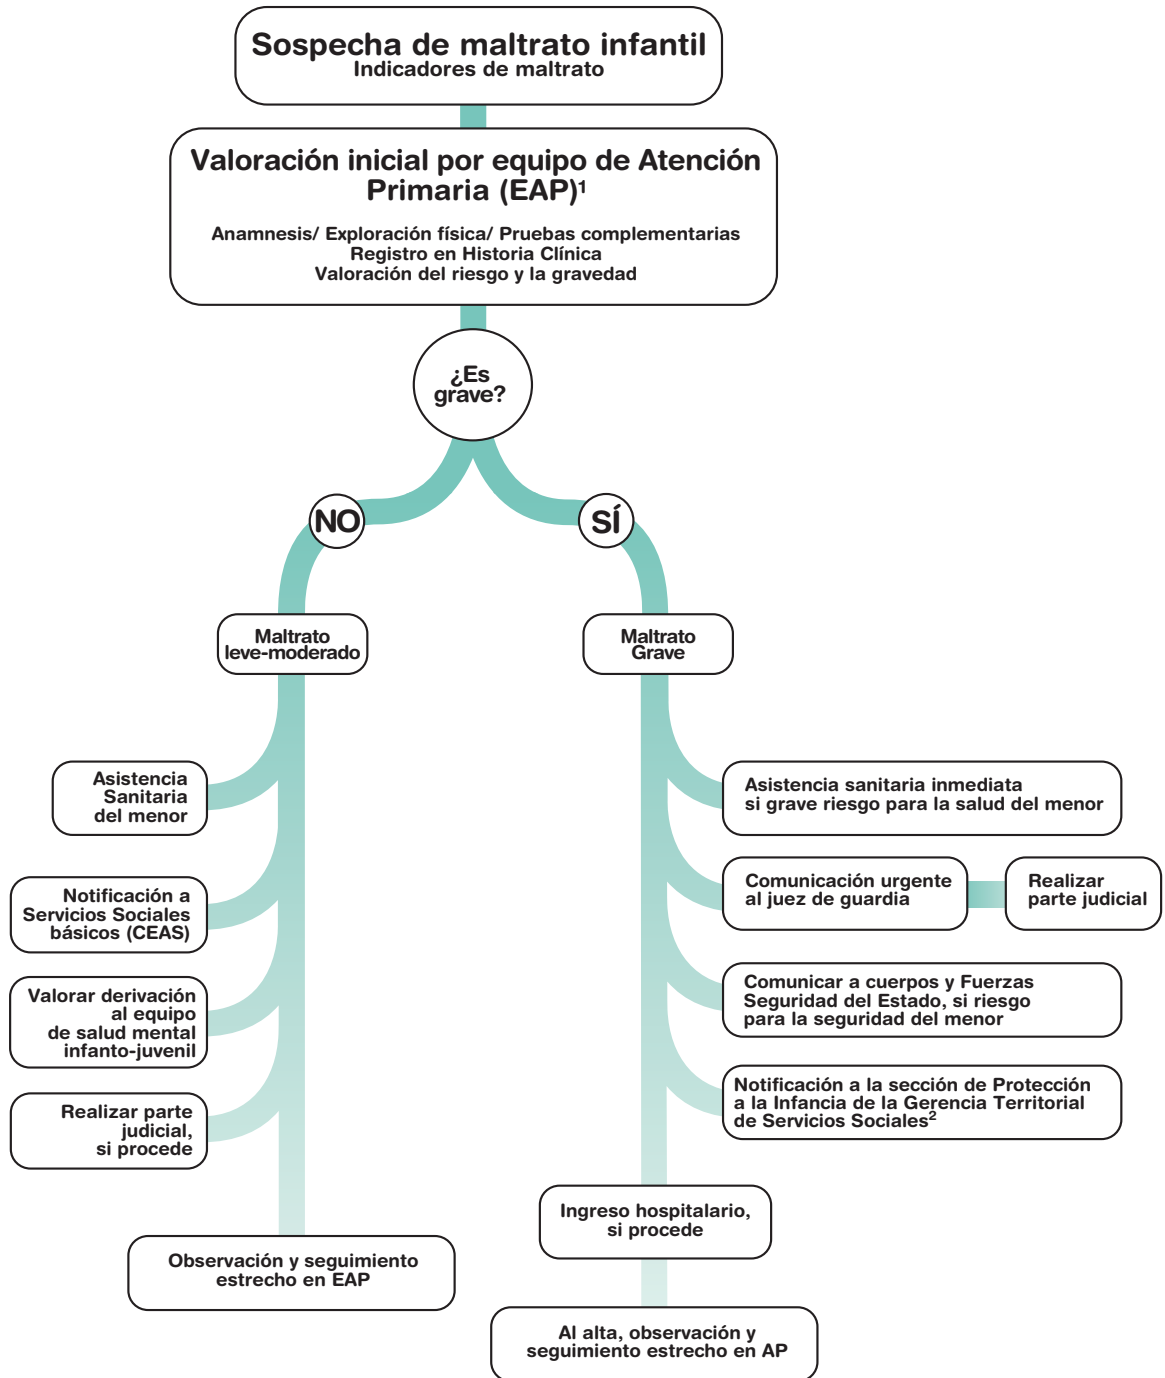 Sospecha de maltrato infantil
Indicadores de maltrato
Valoración inicial por equipo de Atención
Primaria (EAP)¹
Anamnesis/ Exploración física/ Pruebas complementarias
Registro en Historia Clínica
Valoración del riesgo y la gravedad
¿Es
grave?
NO
SÍ
Maltrato
leve-moderado
Maltrato
Grave
Asistencia
Sanitaria
del menor
Notificación a
Servicios Sociales
básicos (CEAS)
Valorar derivación
al equipo
de salud mental
infanto-juvenil
Realizar parte
judicial,
si procede
Observación y seguimiento
estrecho en EAP
Asistencia sanitaria inmediata
si grave riesgo para la salud del menor
Comunicación urgente
al juez de guardia
Realizar
parte judicial
Comunicar a cuerpos y Fuerzas
Seguridad del Estado, si riesgo
para la seguridad del menor
Notificación a la sección de Protección
a la Infancia de la Gerencia Territorial
de Servicios Sociales²
Ingreso hospitalario,
si procede
Al alta, observación y
seguimiento estrecho en AP